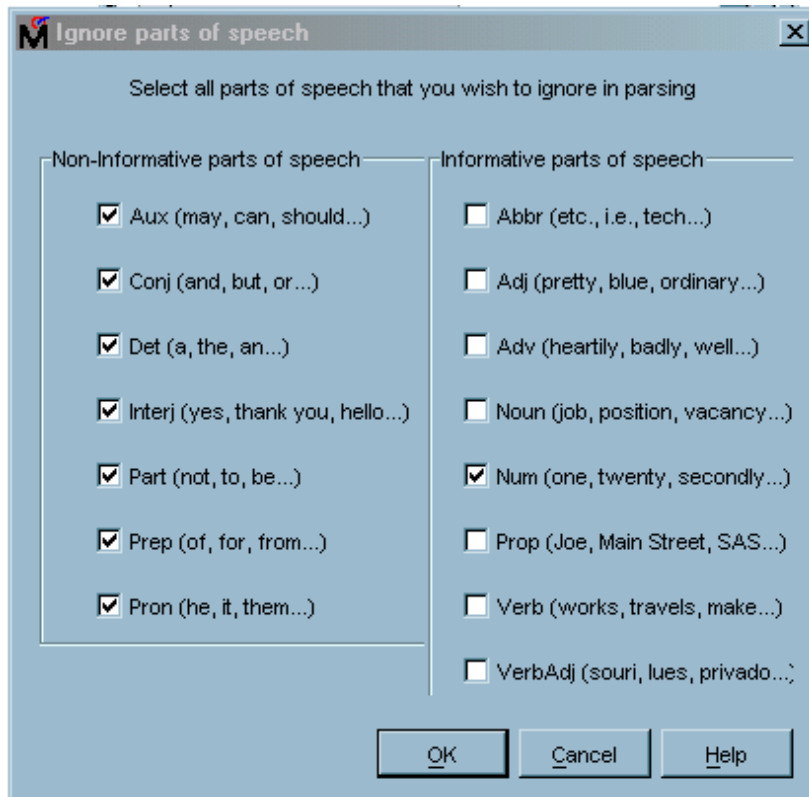 Ignore parts of speech
Select all parts of speech that you wish to ignore in parsing
Non-Informative parts of speech
Aux (may, can, should...)
Conj (and, but, or...)
Det (a, the, an...)
Interj (yes, thank you, hello...)
Part (not, to, be...)
Prep (of, for, from...)
Pron (he, it, them...)
Informative parts of speech
Abbr (etc., i.e., tech...)
Adj (pretty, blue, ordinary...)
Adv (heartily, badly, well...)
Noun (job, position, vacancy...)
Num (one, twenty, secondly...)
Prop (Joe, Main Street, SAS...)
Verb (works, travels, make...)
VerbAdj (souri, lues, privado...)
OK Cancel Help